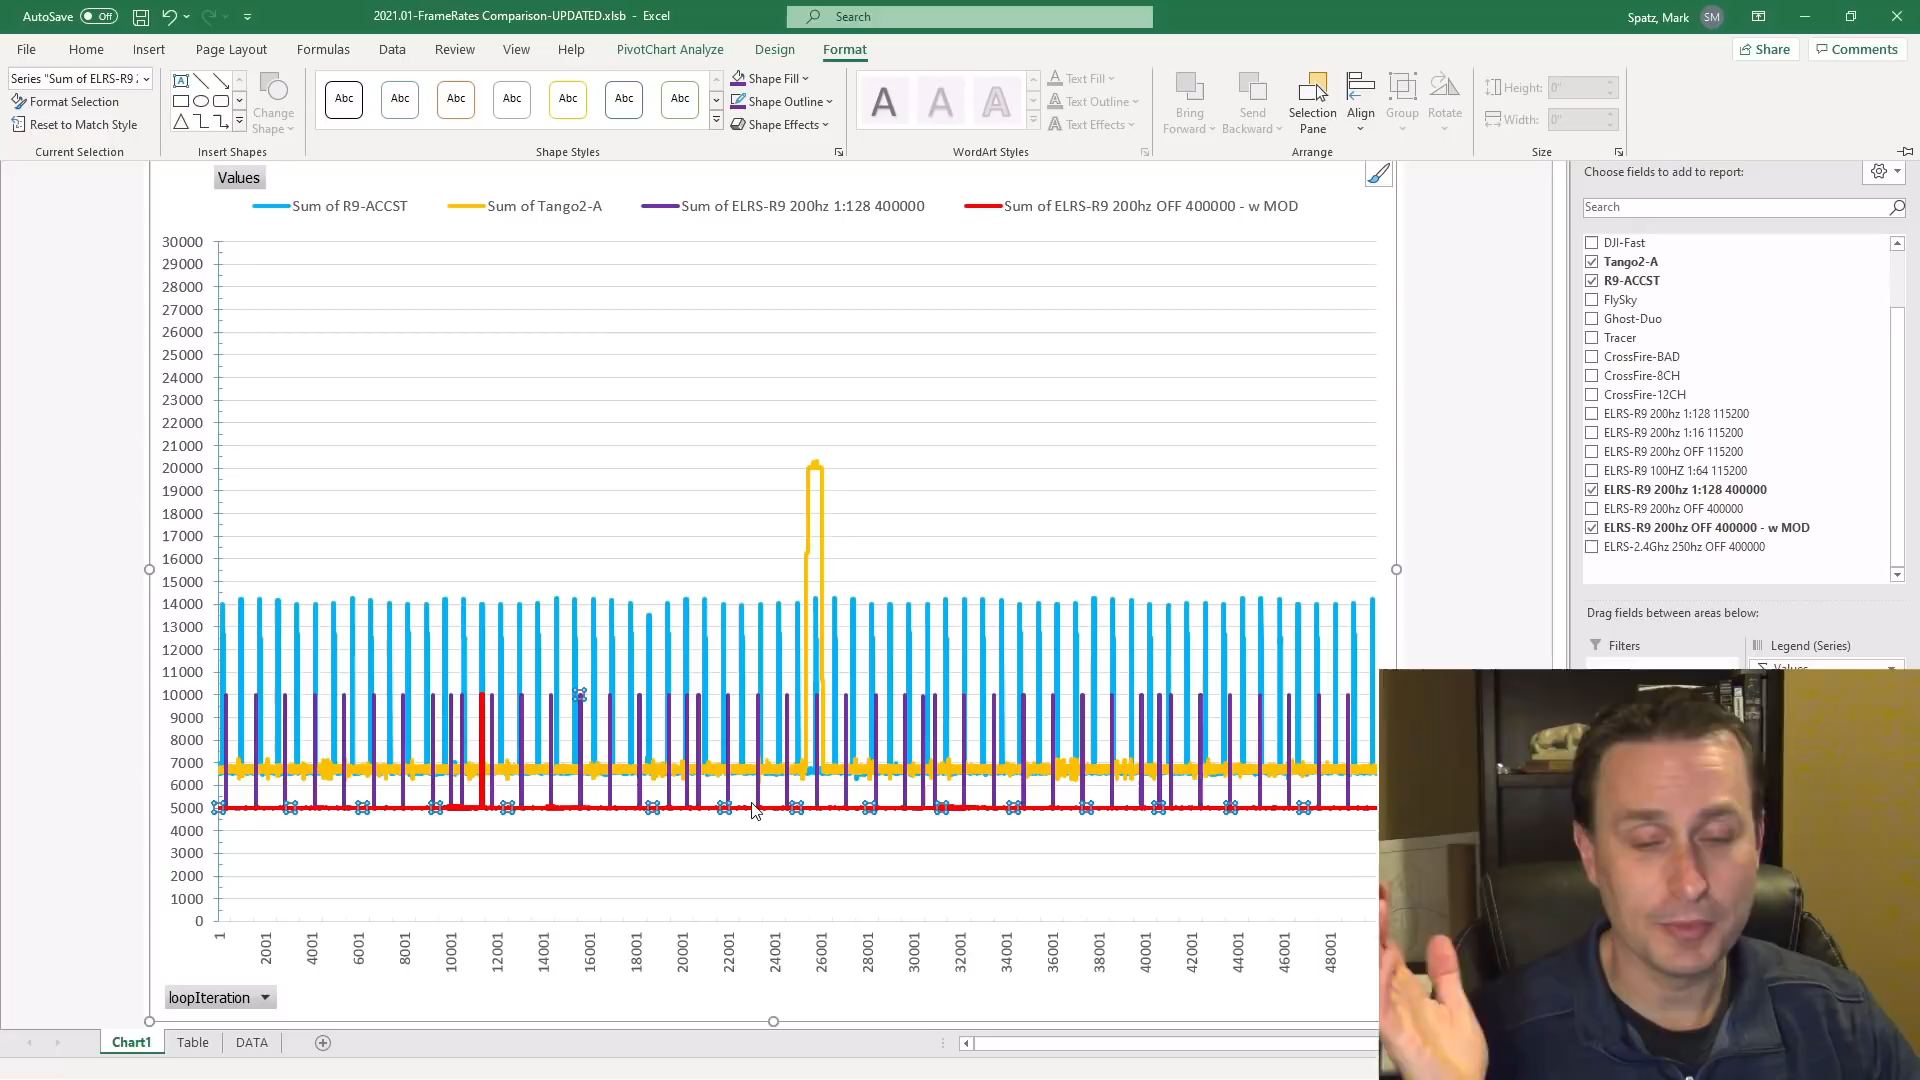 AutoSave Off 2021.01-FrameRates Comparison-UPDATED.xlsb - Excel Search Spatz, Mark SM
File Home Insert Page Layout Formulas Data Review View Help PivotChart Analyze Design Format Share Comments
Series "Sum of ELRS-R9
Format Selection
Reset to Match Style
Current Selection
Change Shape
Insert Shapes
Abc Abc Abc Abc Abc Abc Abc
Shape Fill
Shape Outline
Shape Effects
Shape Styles
A A A
Text Fill
Text Outline
Text Effects
WordArt Styles
Bring Forward
Send Backward
Selection Pane
Align
Group
Rotate
Arrange
Height: 0"
Width: 0"
Size
Values
Sum of R9-ACCST Sum of Tango2-A Sum of ELRS-R9 200hz 1:128 400000 Sum of ELRS-R9 200hz OFF 400000 - w MOD
30000
29000
28000
27000
26000
25000
24000
23000
22000
21000
20000
19000
18000
17000
16000
15000
14000
13000
12000
11000
10000
9000
8000
7000
6000
5000
4000
3000
2000
1000
0
1 2001 4001 6001 8001 10001 12001 14001 16001 18001 20001 22001 24001 26001 28001 30001 32001 34001 36001 38001 40001 42001 44001 46001 48001
loopIteration
Chart1 Table DATA
Choose fields to add to report:
Search
DJI-Fast
Tango2-A
R9-ACCST
FlySky
Ghost-Duo
Tracer
CrossFire-BAD
CrossFire-8CH
CrossFire-12CH
ELRS-R9 200hz 1:128 115200
ELRS-R9 200hz 1:16 115200
ELRS-R9 200hz OFF 115200
ELRS-R9 100HZ 1:64 115200
ELRS-R9 200hz 1:128 400000
ELRS-R9 200hz OFF 400000
ELRS-R9 200hz OFF 400000 - w MOD
ELRS-2.4Ghz 250hz OFF 400000
Drag fields between areas below:
Filters Legend (Series)
Values